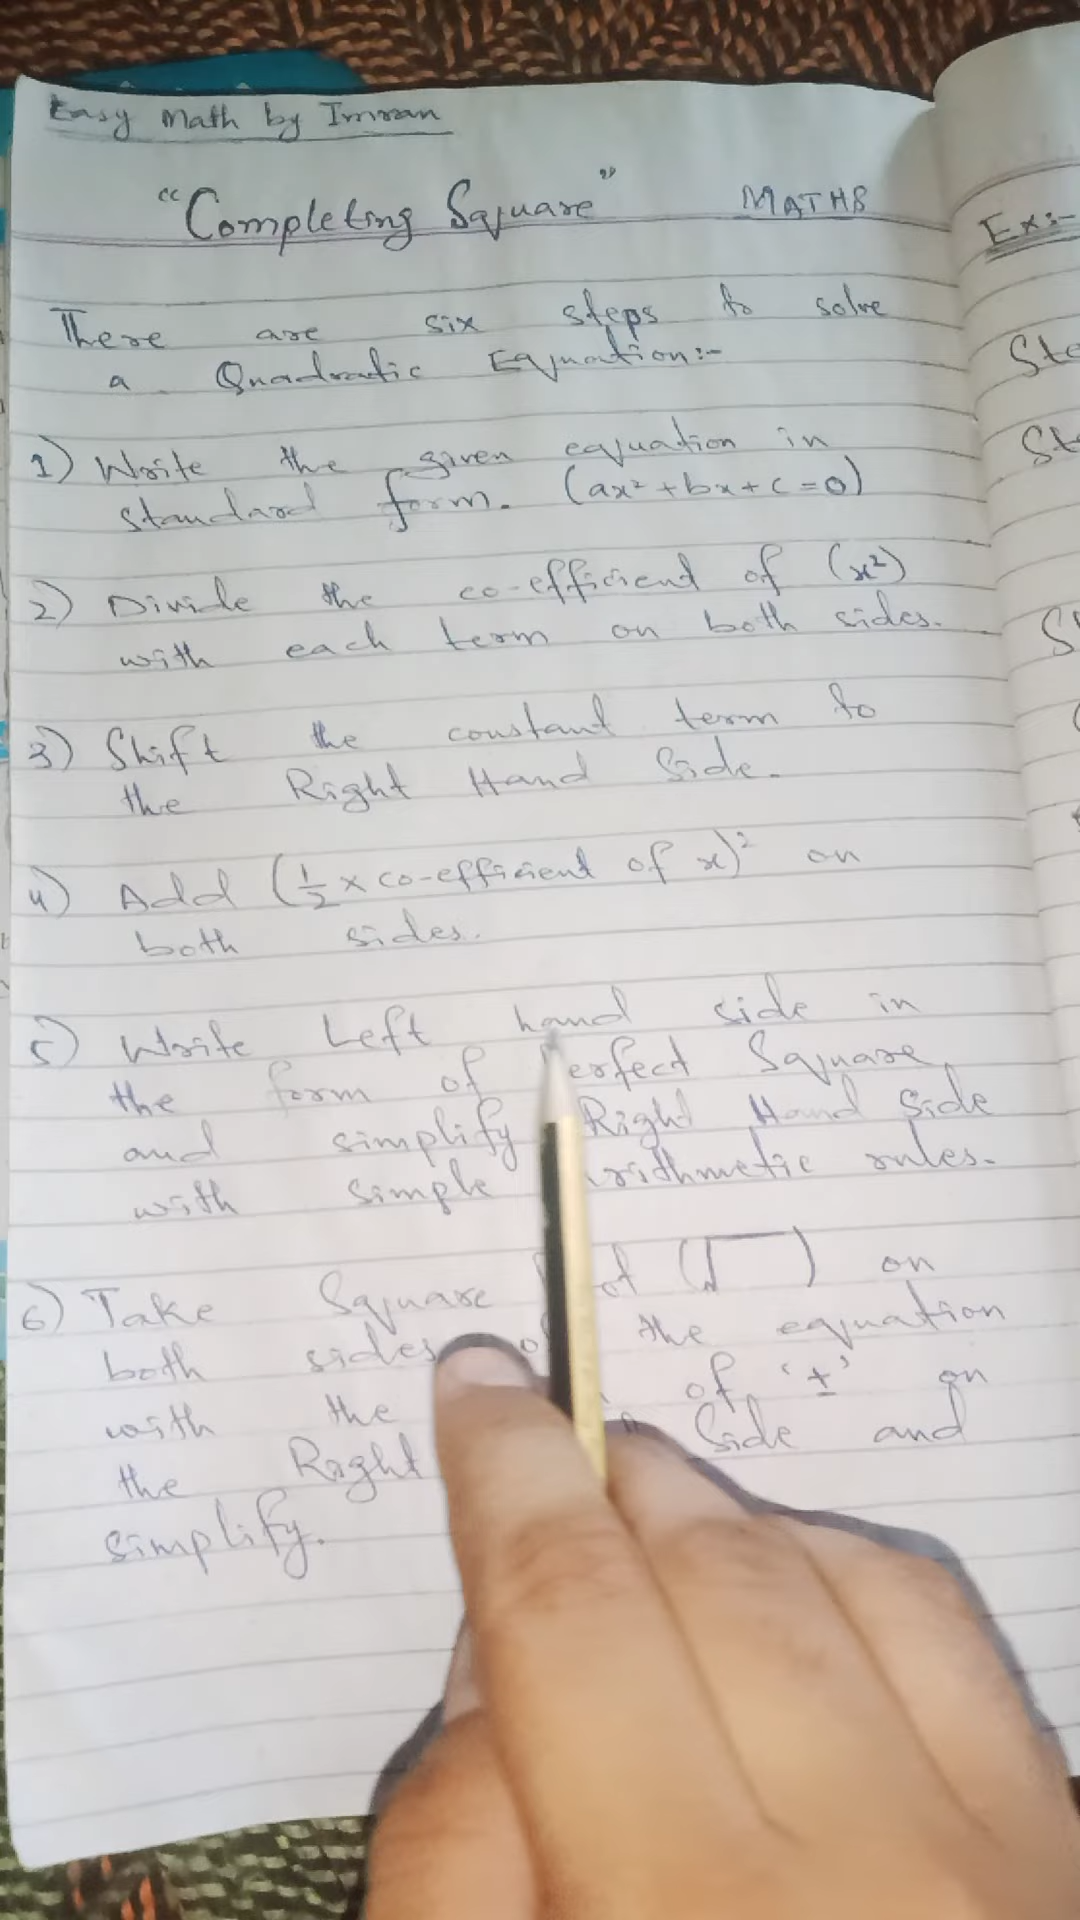 Easy Math by Imran
"Completing Square" MATHS
There are six steps to solve
a Quadratic Equation:-
1) Write the given equation in
standard form. (ax² + bx + c = 0)
2) Divide the co-efficient of (x²)
with each term on both sides.
3) Shift the constant term to
the Right Hand Side.
4) Add (1/2 × co-efficient of x)² on
both sides.
5) Write Left hand side in
the form of erfect Square
and simplify Right Hand Side
with simple rithmetic rules.
6) Take Square ot (√ ) on
both sides of the equation
with the of '±' on
the Right Side and
simplify.
Ex:-
Ste
St
S